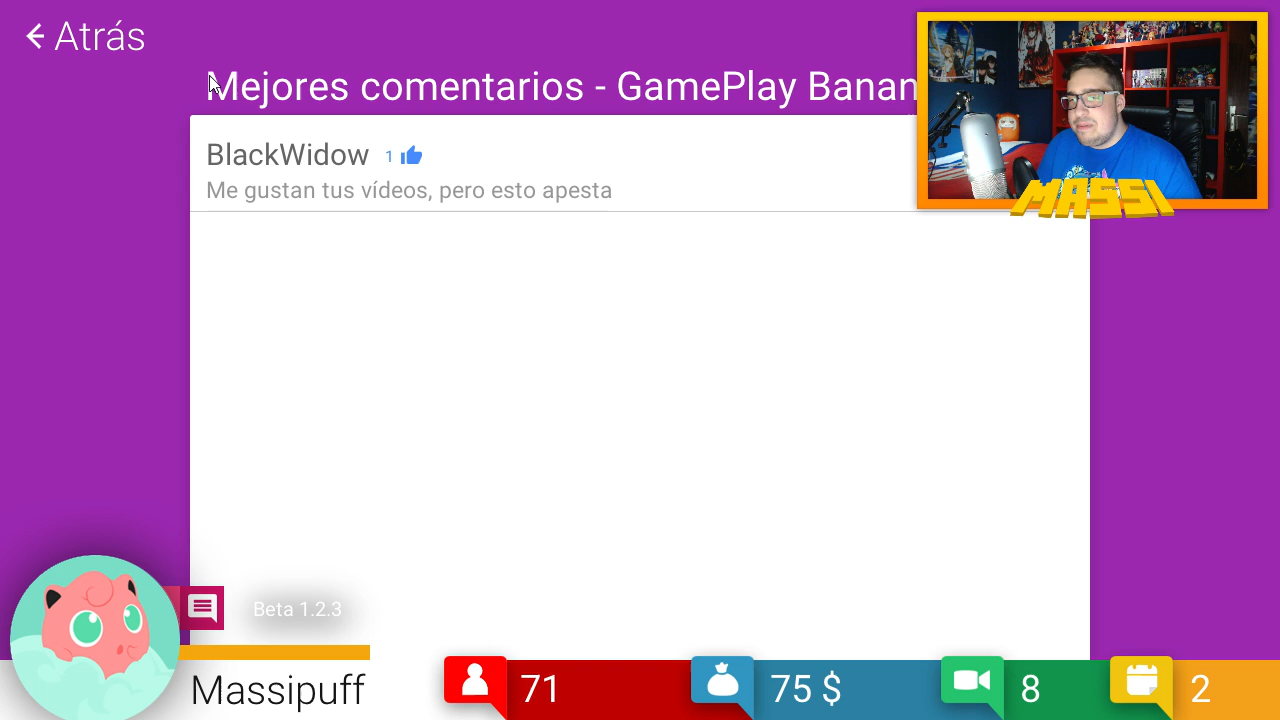 Atrás
Mejores comentarios - GamePlay Banan
BlackWidow 1
Me gustan tus vídeos, pero esto apesta
MASSI
Beta 1.2.3
Massipuff
71
75 $
8
2